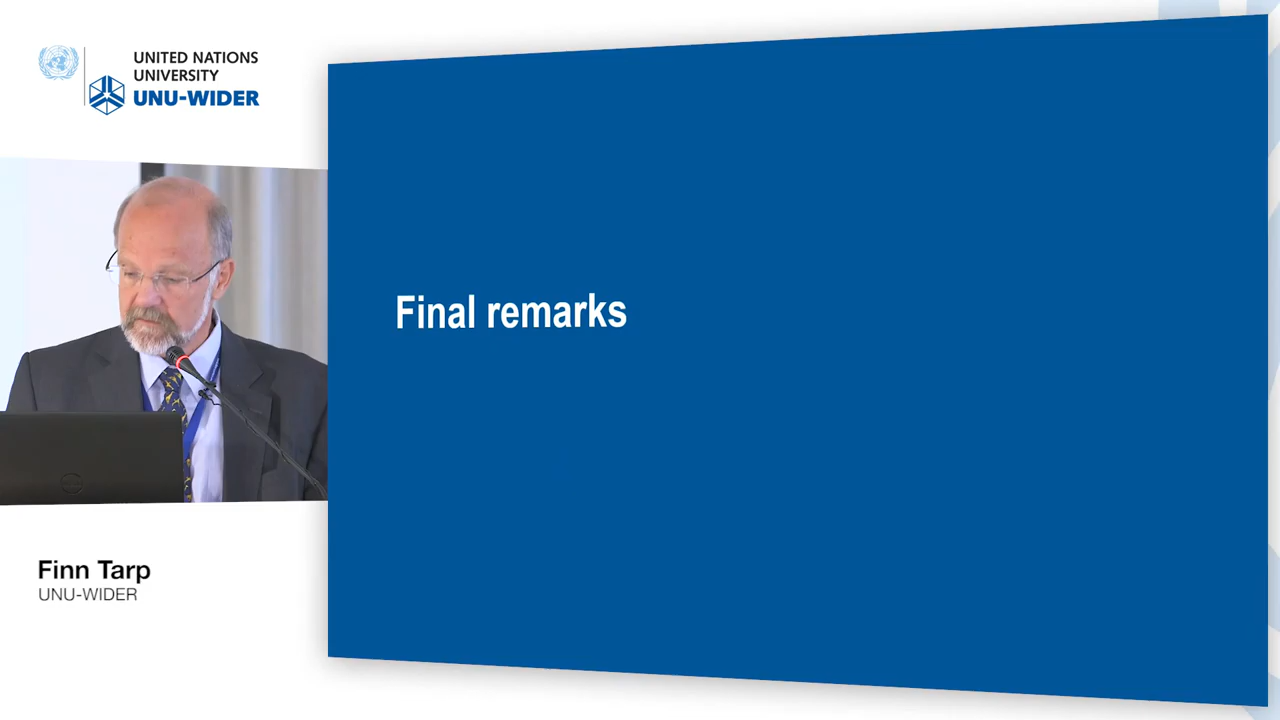 UNITED NATIONS
UNIVERSITY
UNU-WIDER
Final remarks
Finn Tarp
UNU-WIDER